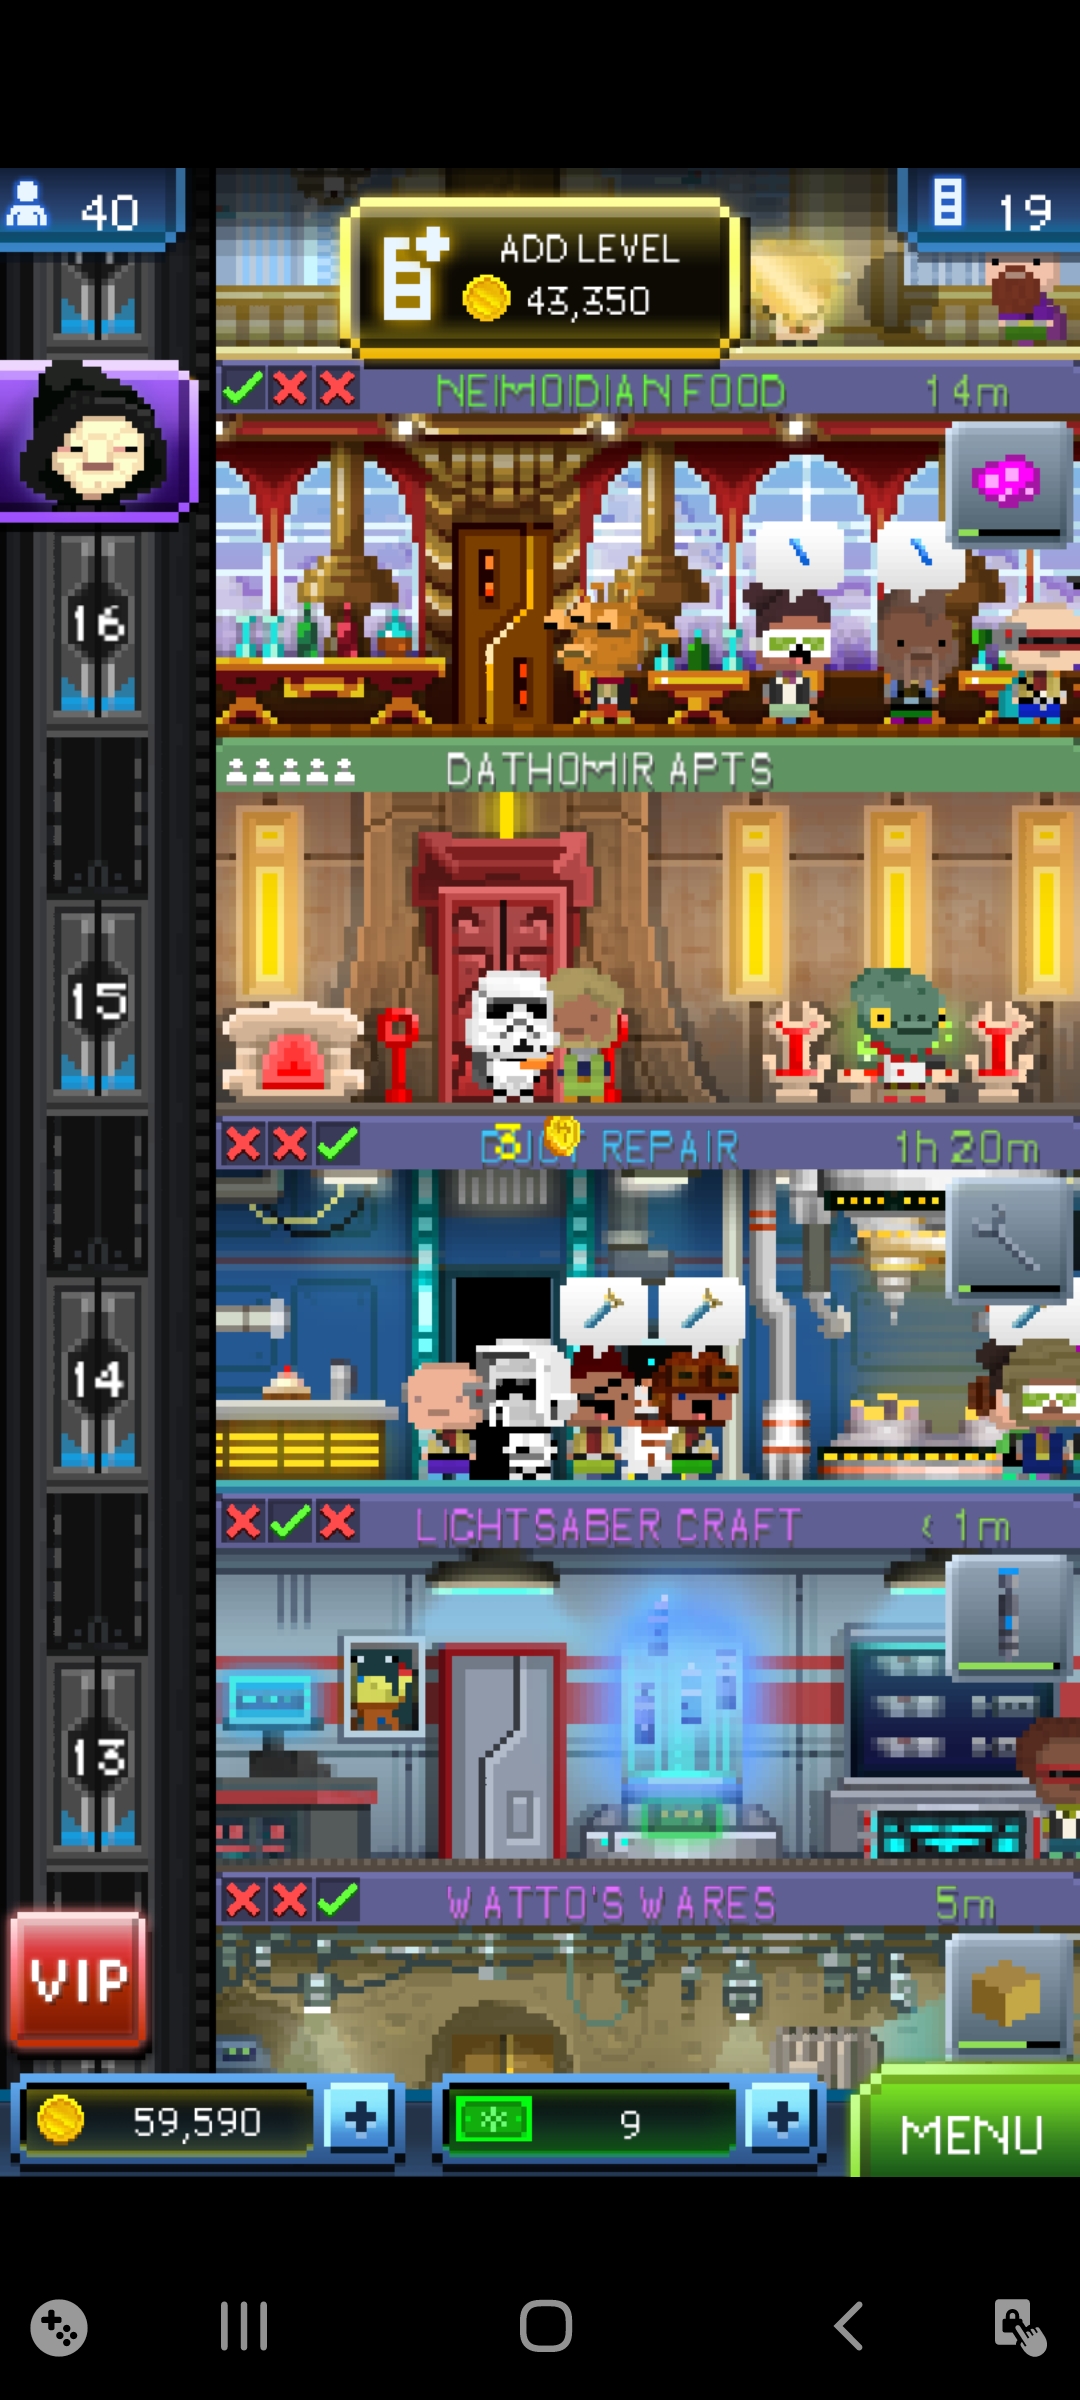 40
19
ADD LEVEL
43,350
NEIMOIDIAN FOOD 14m
16
DATHOMIR APTS
15
3
REPAIR 1h 20m
14
LIGHTSABER CRAFT < 1m
13
WATTO'S WARES 5m
VIP
59,590 +
9 +
MENU